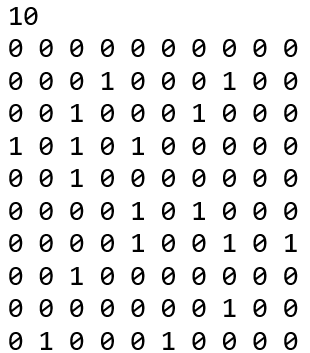 10
0 0 0 0 0 0 0 0 0 0
0 0 0 1 0 0 0 1 0 0
0 0 1 0 0 0 1 0 0 0
1 0 1 0 1 0 0 0 0 0
0 0 1 0 0 0 0 0 0 0
0 0 0 0 1 0 1 0 0 0
0 0 0 0 1 0 0 1 0 1
0 0 1 0 0 0 0 0 0 0
0 0 0 0 0 0 0 1 0 0
0 1 0 0 0 1 0 0 0 0